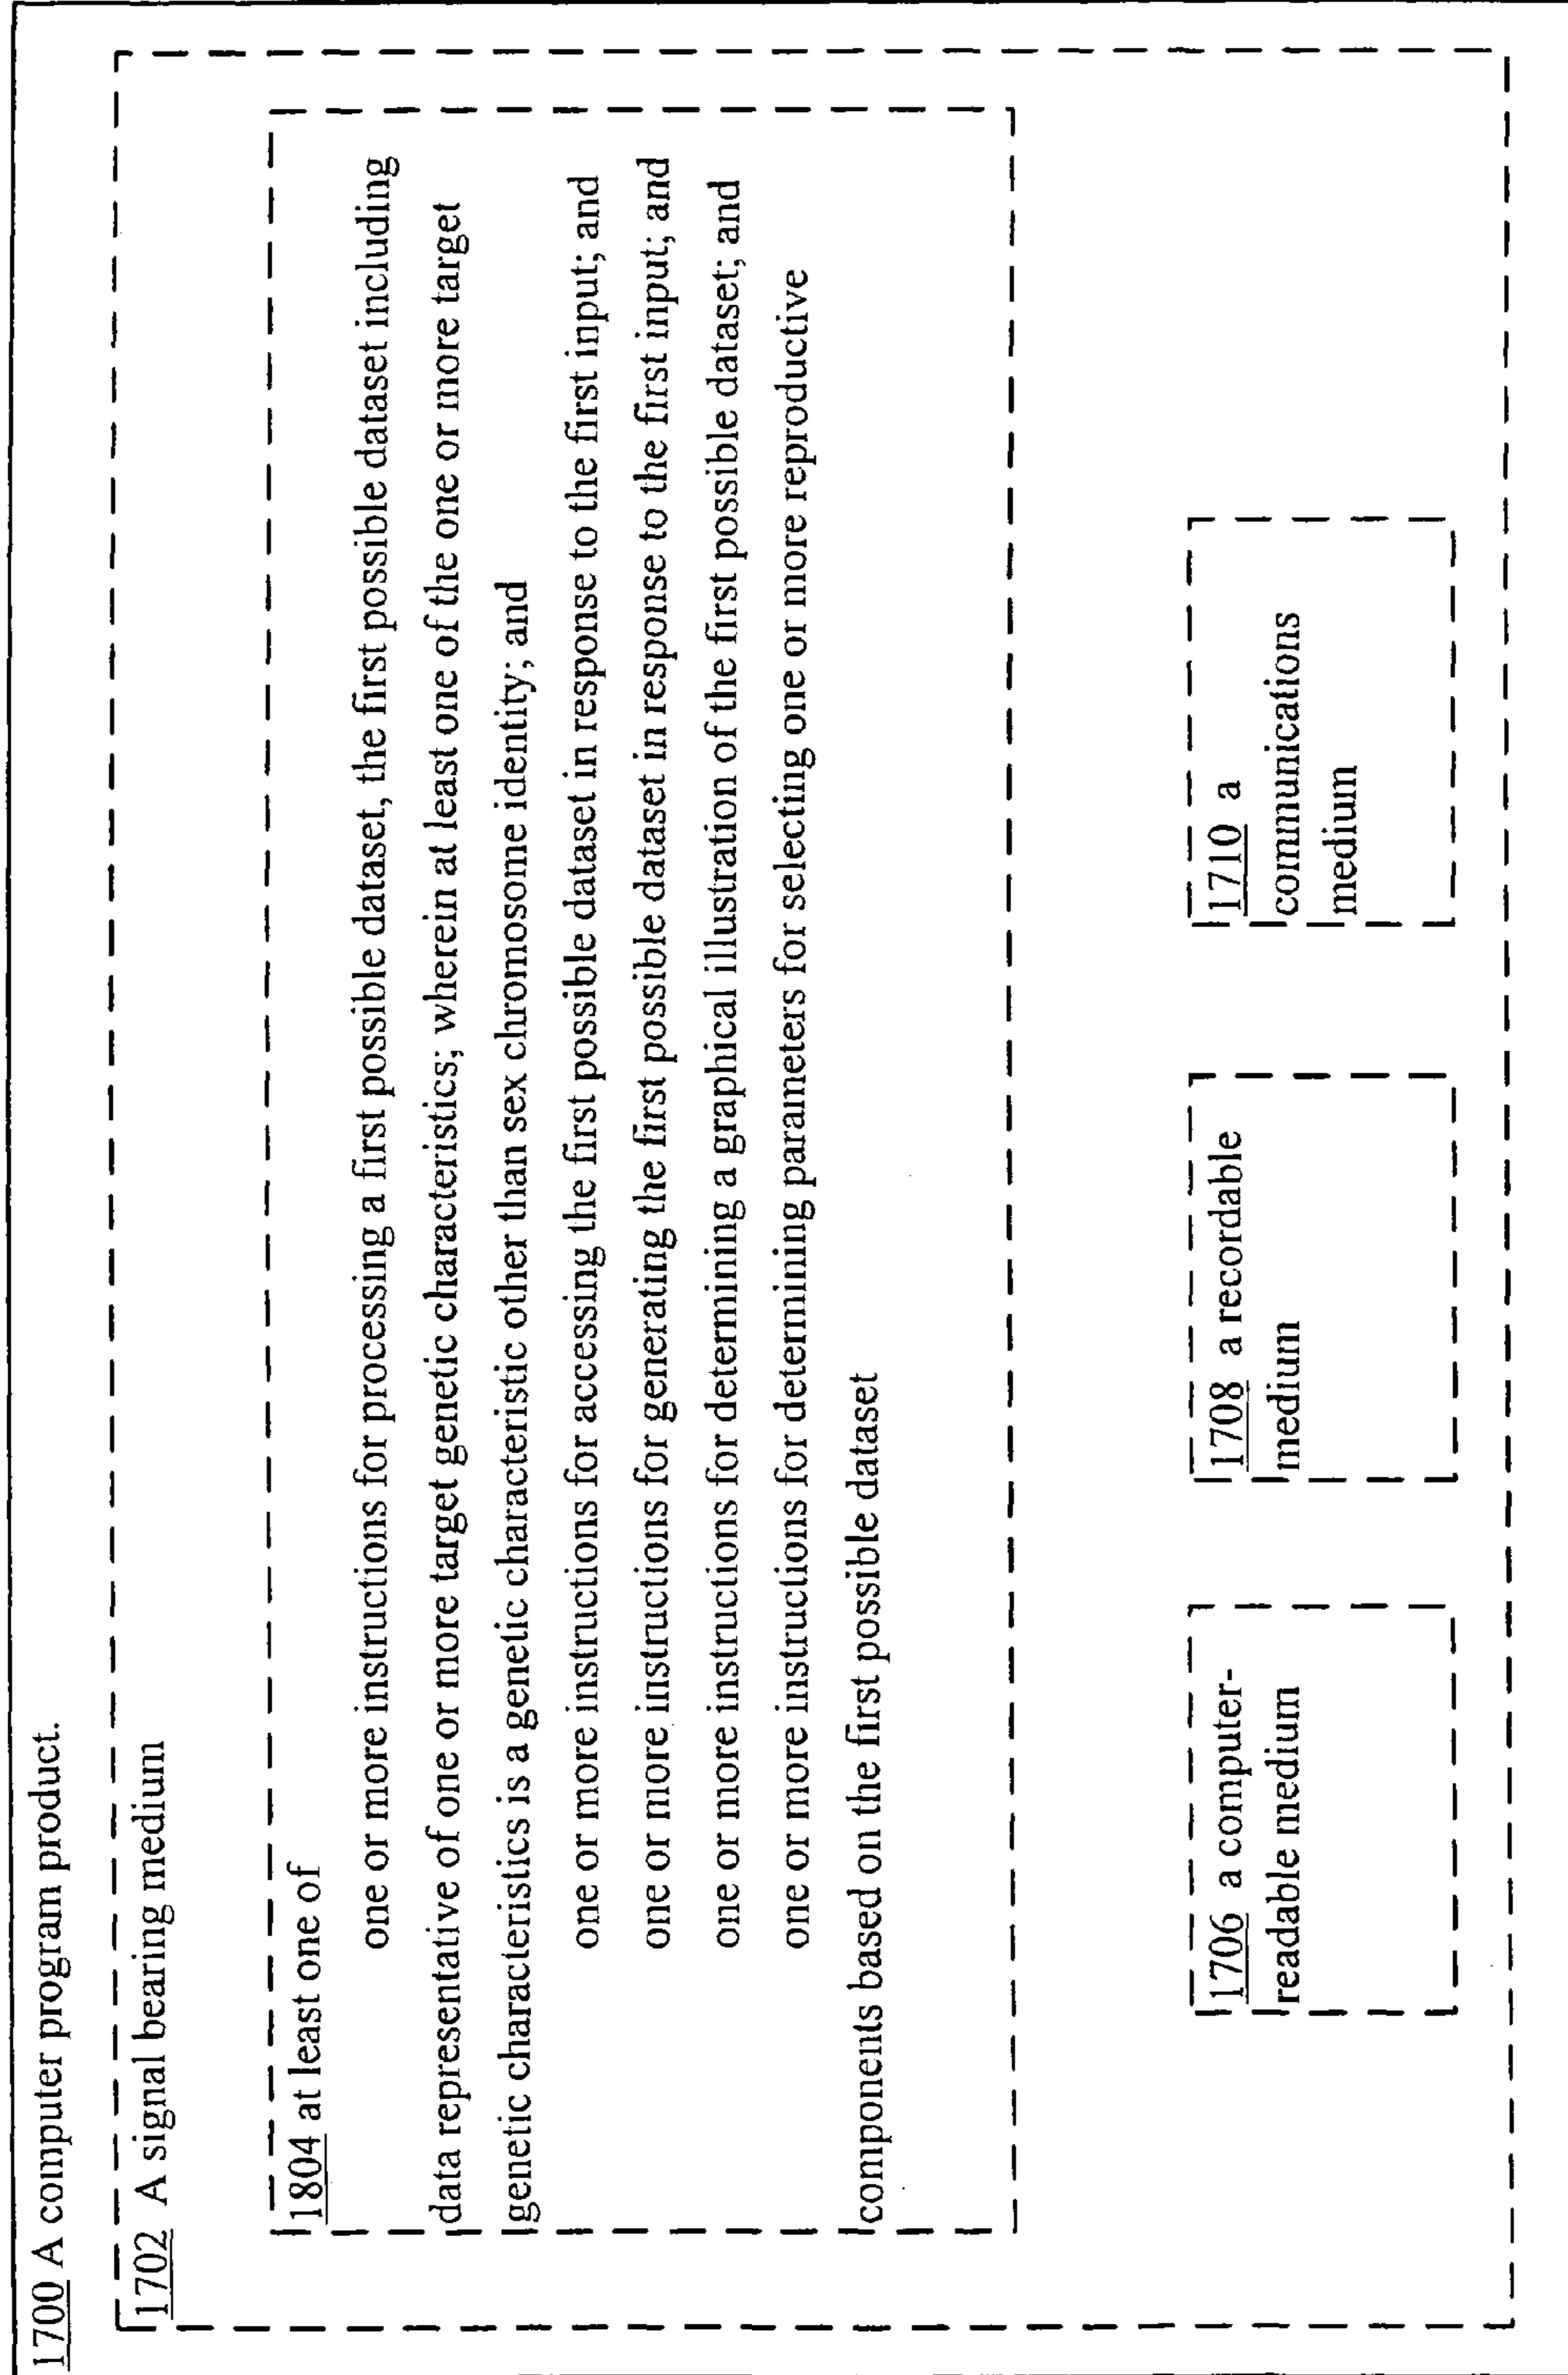 1700 A computer program product.
1702 A signal bearing medium
1804 at least one of
one or more instructions for processing a first possible dataset, the first possible dataset including
data representative of one or more target genetic characteristics; wherein at least one of the one or more target
genetic characteristics is a genetic characteristic other than sex chromosome identity; and
one or more instructions for accessing the first possible dataset in response to the first input; and
one or more instructions for generating the first possible dataset in response to the first input; and
one or more instructions for determining a graphical illustration of the first possible dataset; and
one or more instructions for determining parameters for selecting one or more reproductive
components based on the first possible dataset
1706 a computer-
readable medium
1708 a recordable
medium
1710 a
communications
medium